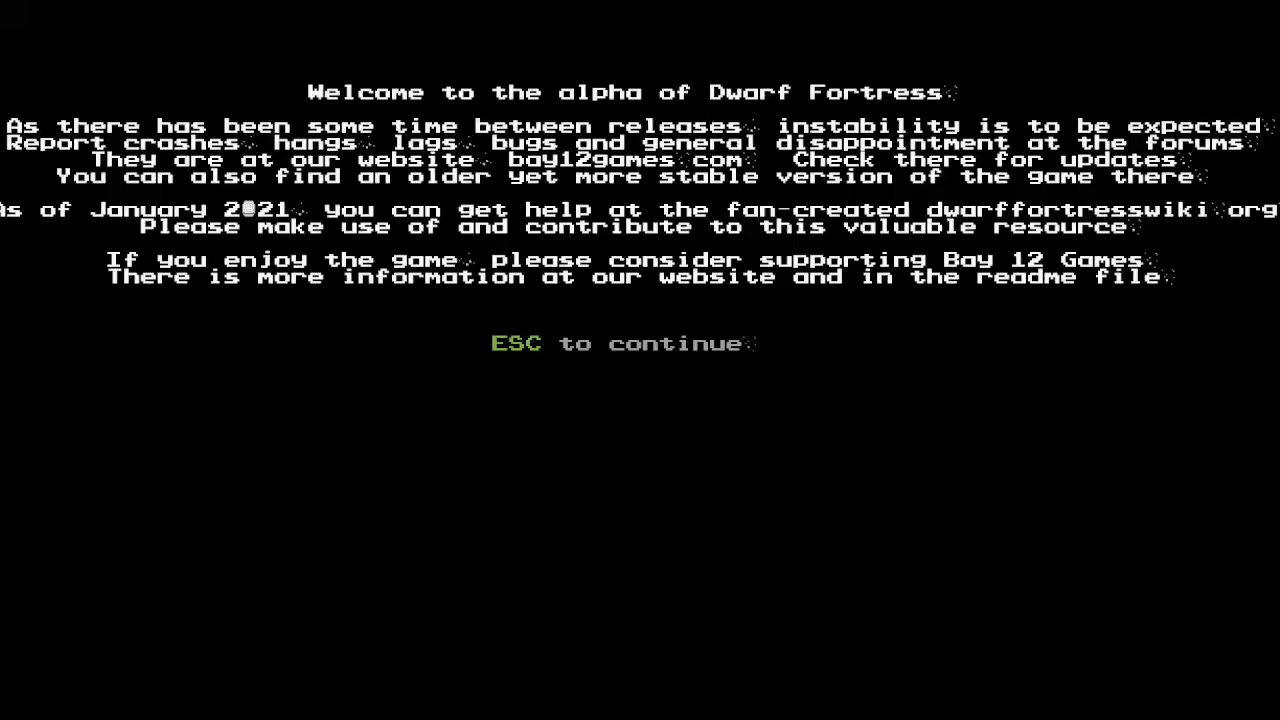 Welcome to the alpha of Dwarf Fortress.
As there has been some time between releases, instability is to be expected.
Report crashes, hangs, lags, bugs and general disappointment at the forums.
They are at our website, bay12games.com. Check there for updates.
You can also find an older yet more stable version of the game there.
As of January 2021, you can get help at the fan-created dwarffortresswiki.org
Please make use of and contribute to this valuable resource.
If you enjoy the game, please consider supporting Bay 12 Games.
There is more information at our website and in the readme file.
ESC to continue.